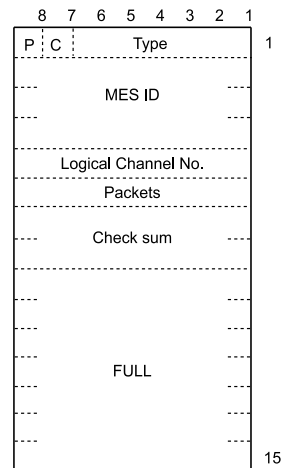 8 7 6 5 4 3 2 1
P C Type 1
MES ID
Logical Channel No.
Packets
Check sum
FULL
15